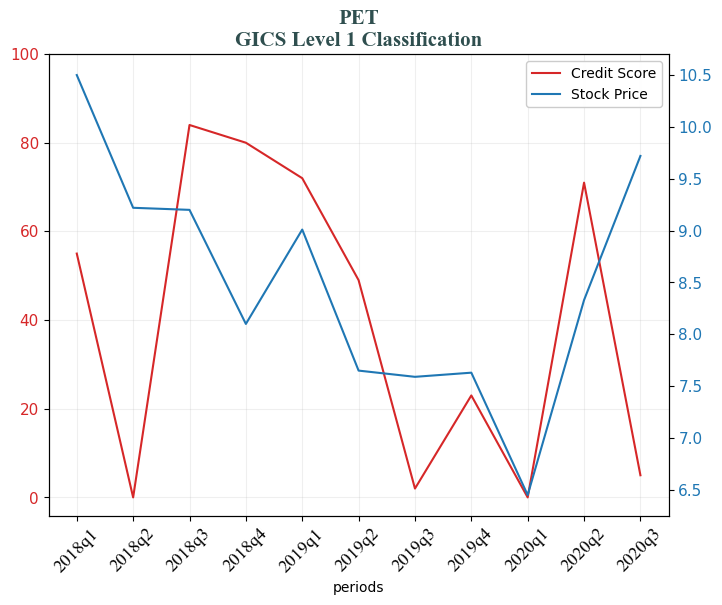 PET
GICS Level 1 Classification
100
80
60
40
20
0
Credit Score
Stock Price
10.5
10.0
9.5
9.0
8.5
8.0
7.5
7.0
6.5
2018q1
2018q2
2018q3
2018q4
2019q1
2019q2
2019q3
2019q4
2020q1
2020q2
2020q3
periods